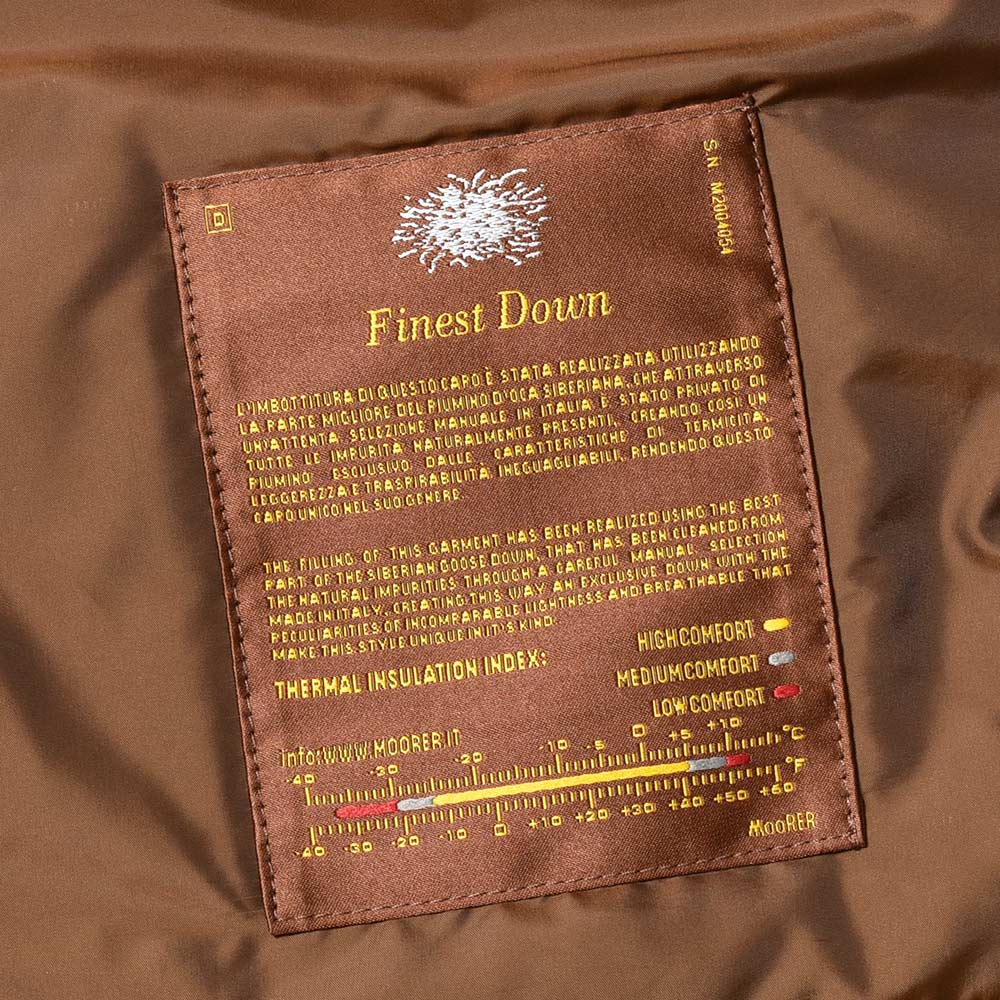 D
S.N. M2004054
Finest Down
L'IMBOTTITURA DI QUESTO CAPO È STATA REALIZZATA UTILIZZANDO
LA PARTE MIGLIORE DEL PIUMINO D'OCA SIBERIANA, CHE ATTRAVERSO
UN'ATTENTA SELEZIONE MANUALE IN ITALIA È STATO PRIVATO DI
TUTTE LE IMPURITÀ NATURALMENTE PRESENTI, CREANDO COSÌ UN
PIUMINO ESCLUSIVO DALLE CARATTERISTICHE DI TERMICITÀ,
LEGGEREZZA E TRASPIRABILITÀ INEGUAGLIABILI, RENDENDO QUESTO
CAPO UNICO NEL SUO GENERE.
THE FILLING OF THIS GARMENT HAS BEEN REALIZED USING THE BEST
PART OF THE SIBERIAN GOOSE DOWN, THAT HAS BEEN CLEANED FROM
THE NATURAL IMPURITIES THROUGH A CAREFUL MANUAL SELECTION
MADE IN ITALY, CREATING THIS WAY AN EXCLUSIVE DOWN WITH THE
PECULIARITIES OF INCOMPARABLE LIGHTNESS AND BREATHABLE THAT
MAKE THIS STYLE UNIQUE IN IT'S KIND.
HIGH COMFORT
THERMAL INSULATION INDEX:
MEDIUM COMFORT
LOW COMFORT
info: www.MOORER.IT
-40 -30 -20 -10 -5 0 +5 +10 °C
-40 -30 -20 -10 0 +10 +20 +30 +40 +50 +60 °F
MooRER